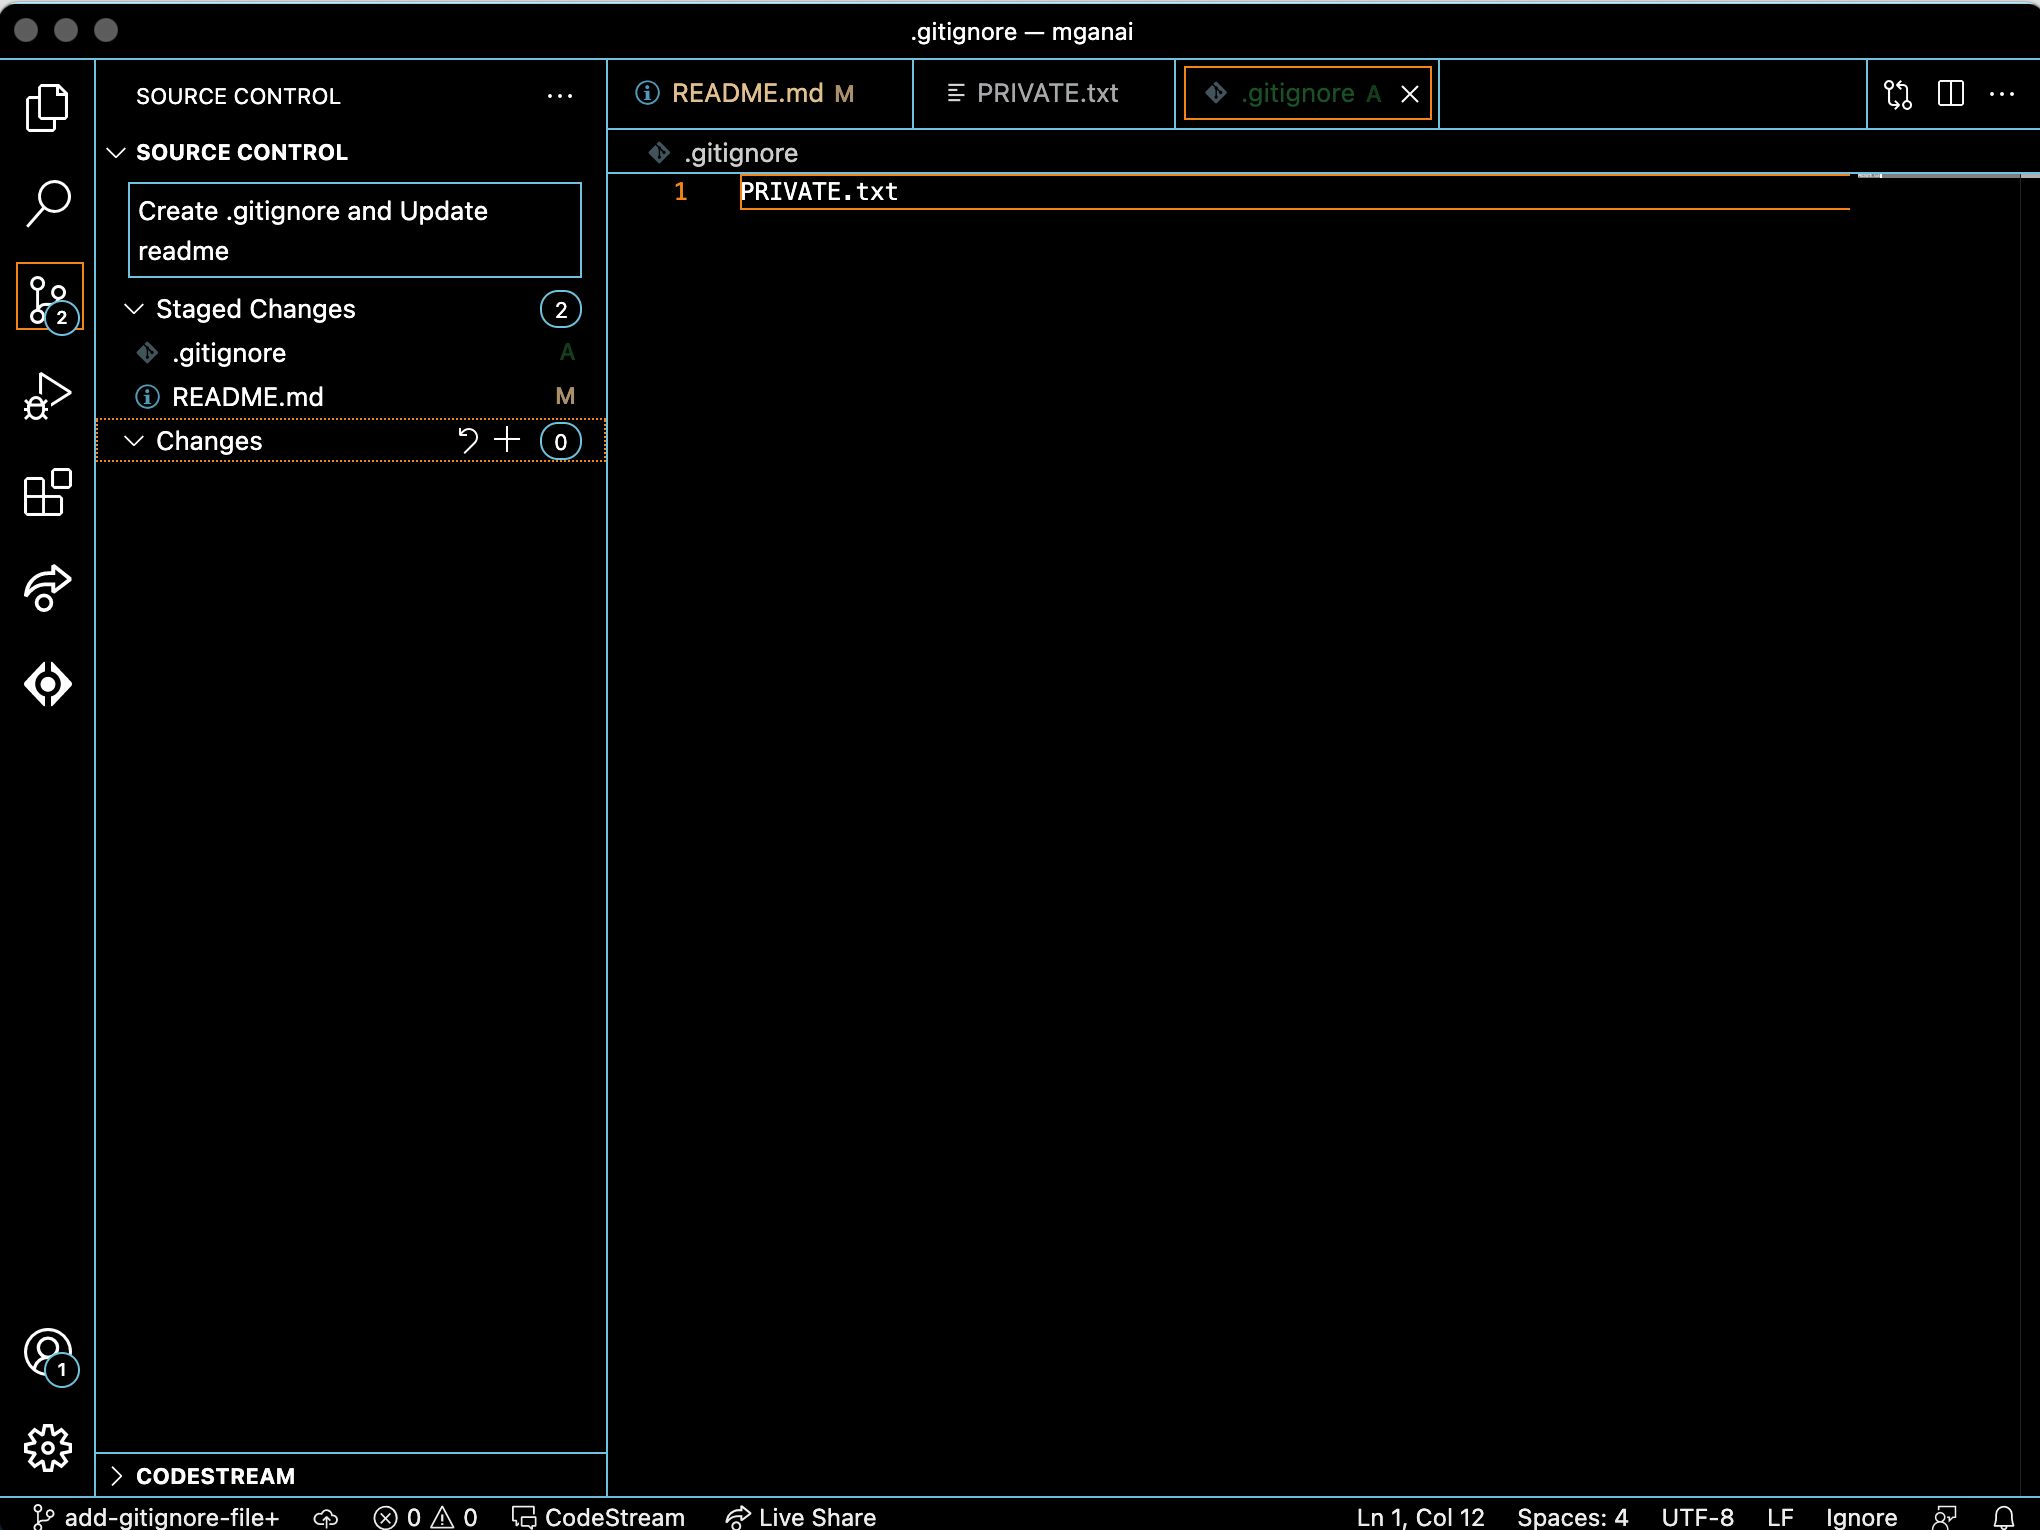 .gitignore — mganai
SOURCE CONTROL
README.md M
PRIVATE.txt
.gitignore A
SOURCE CONTROL
.gitignore
Create .gitignore and Update
readme
1 PRIVATE.txt
Staged Changes 2
.gitignore A
README.md M
Changes 0
2
1
CODESTREAM
add-gitignore-file+ 0 0 CodeStream Live Share Ln 1, Col 12 Spaces: 4 UTF-8 LF Ignore